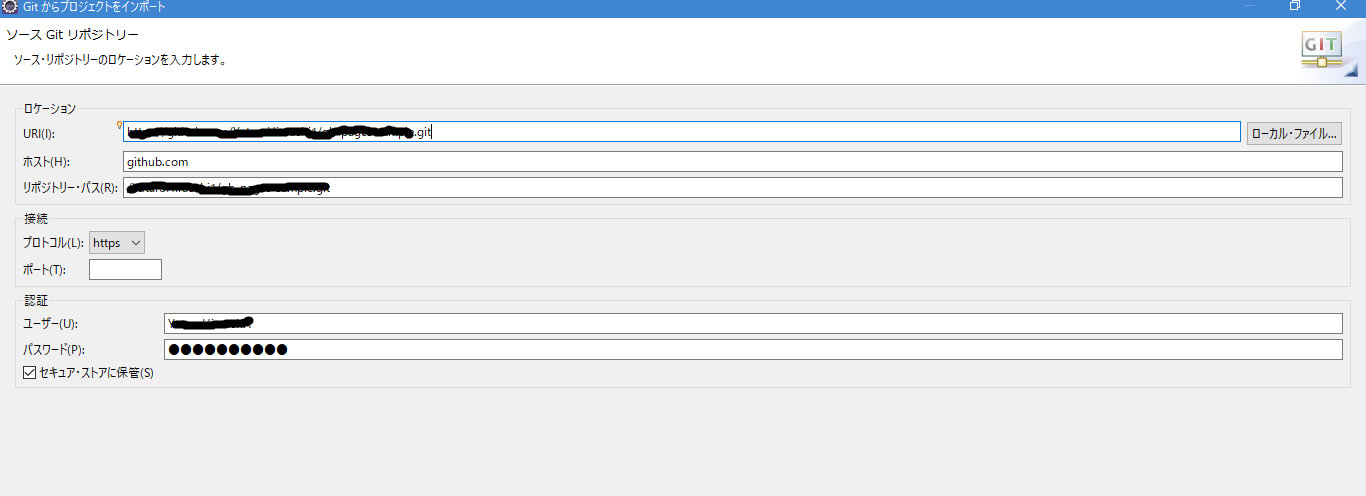 Git からプロジェクトをインポート
ソース Git リポジトリー
ソース・リポジトリーのロケーションを入力します。
GIT
ロケーション
URI(I): .git
ローカル・ファイル...
ホスト(H): github.com
リポジトリー・パス(R):
接続
プロトコル(L): https
ポート(T):
認証
ユーザー(U):
パスワード(P): ●●●●●●●●●●
セキュア・ストアに保管(S)